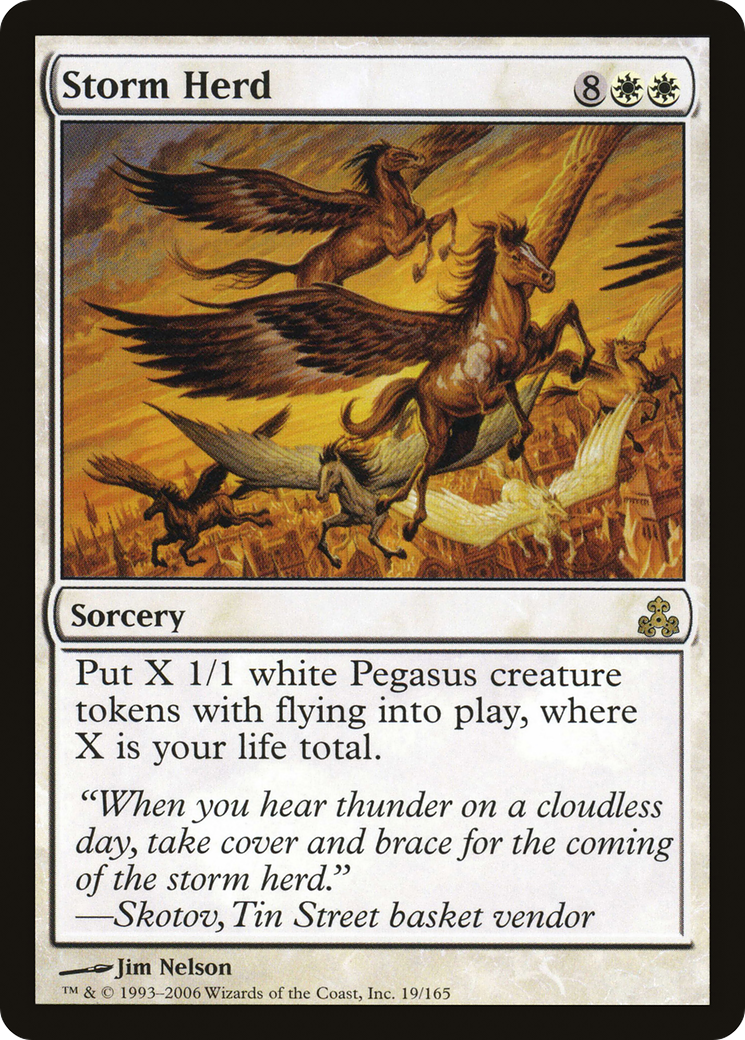 Storm Herd 8
Sorcery
Put X 1/1 white Pegasus creature
tokens with flying into play, where
X is your life total.
“When you hear thunder on a cloudless
day, take cover and brace for the coming
of the storm herd.”
—Skotov, Tin Street basket vendor
Jim Nelson
™ & © 1993–2006 Wizards of the Coast, Inc. 19/165